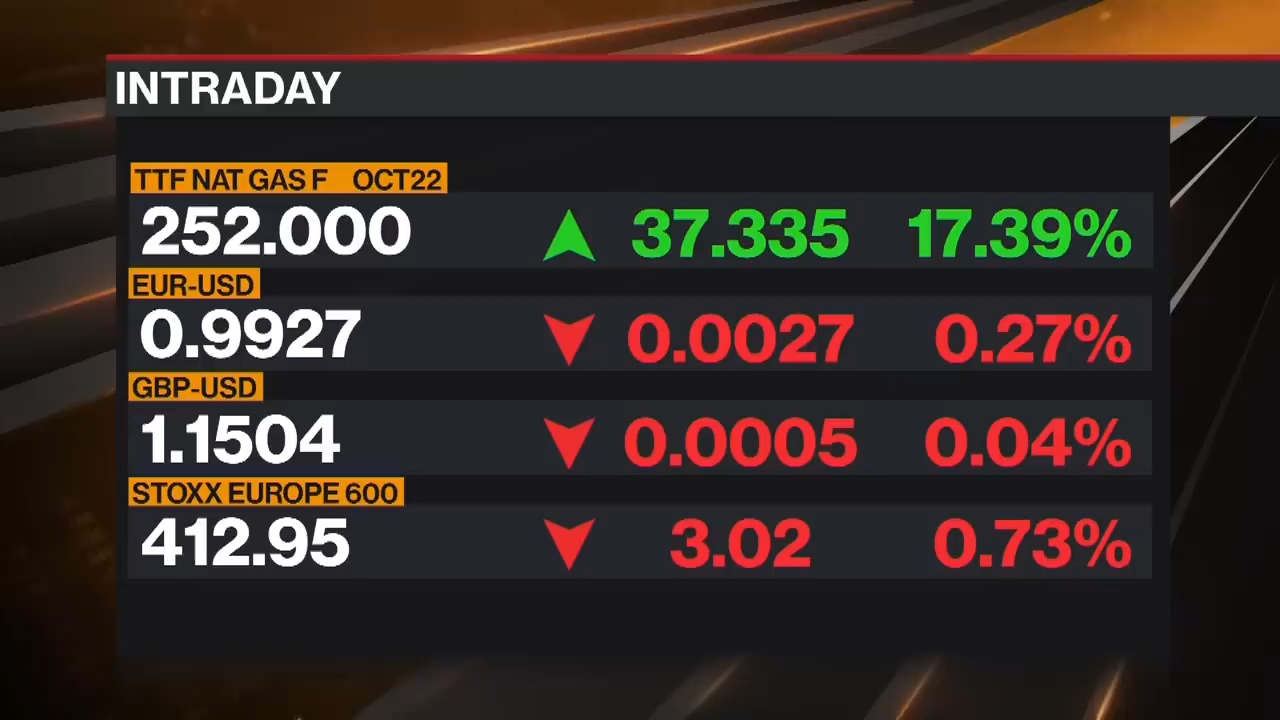 INTRADAY
TTF NAT GAS F OCT22
252.000 37.335 17.39%
EUR-USD
0.9927 0.0027 0.27%
GBP-USD
1.1504 0.0005 0.04%
STOXX EUROPE 600
412.95 3.02 0.73%